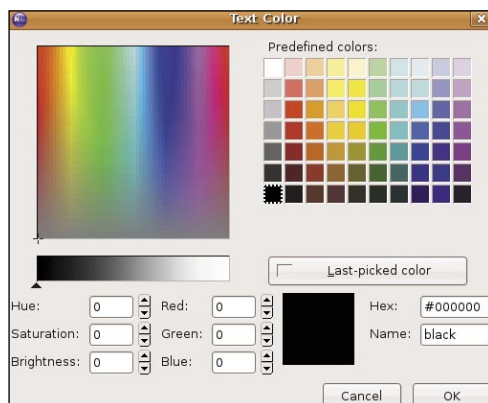 Text Color
Predefined colors:
Last-picked color
Hue: 0 Red: 0 Hex: #000000
Saturation: 0 Green: 0 Name: black
Brightness: 0 Blue: 0
Cancel OK